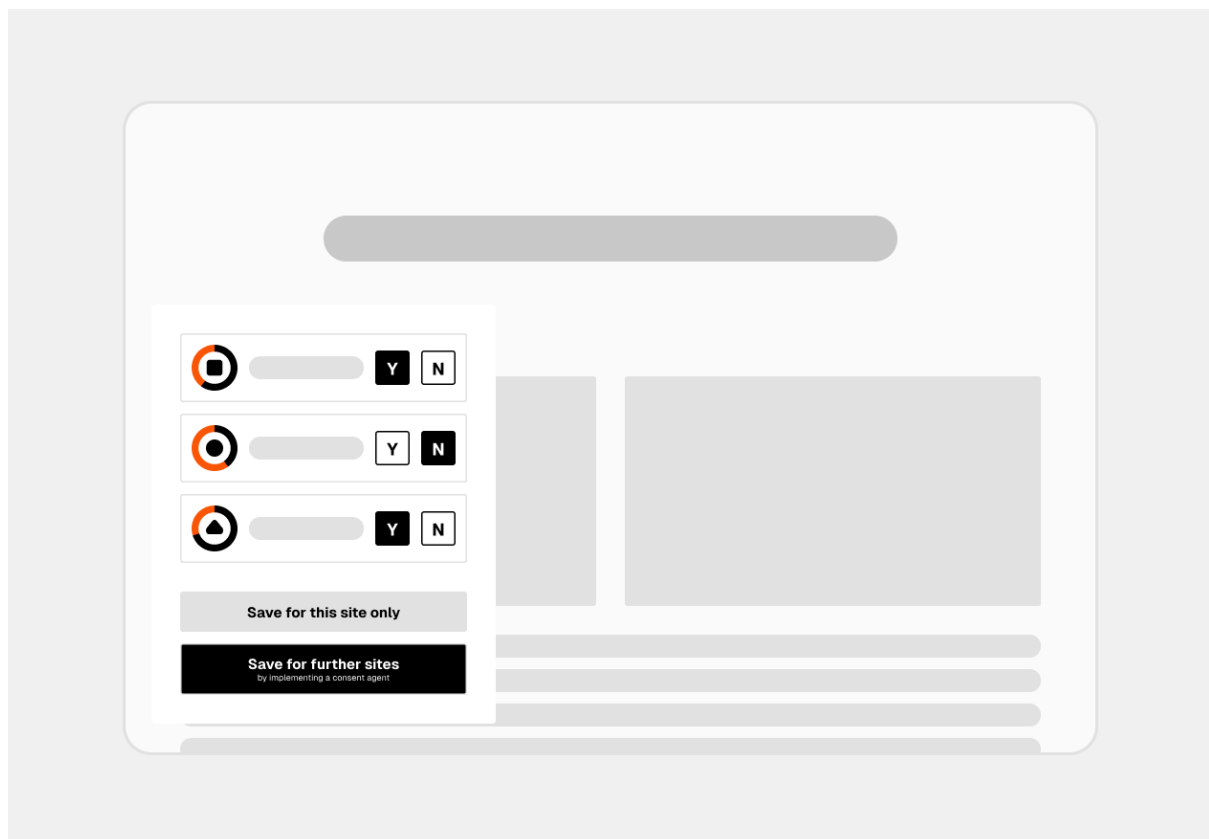 Y N
Y N
Y N
Save for this site only
Save for further sites
by implementing a consent agent